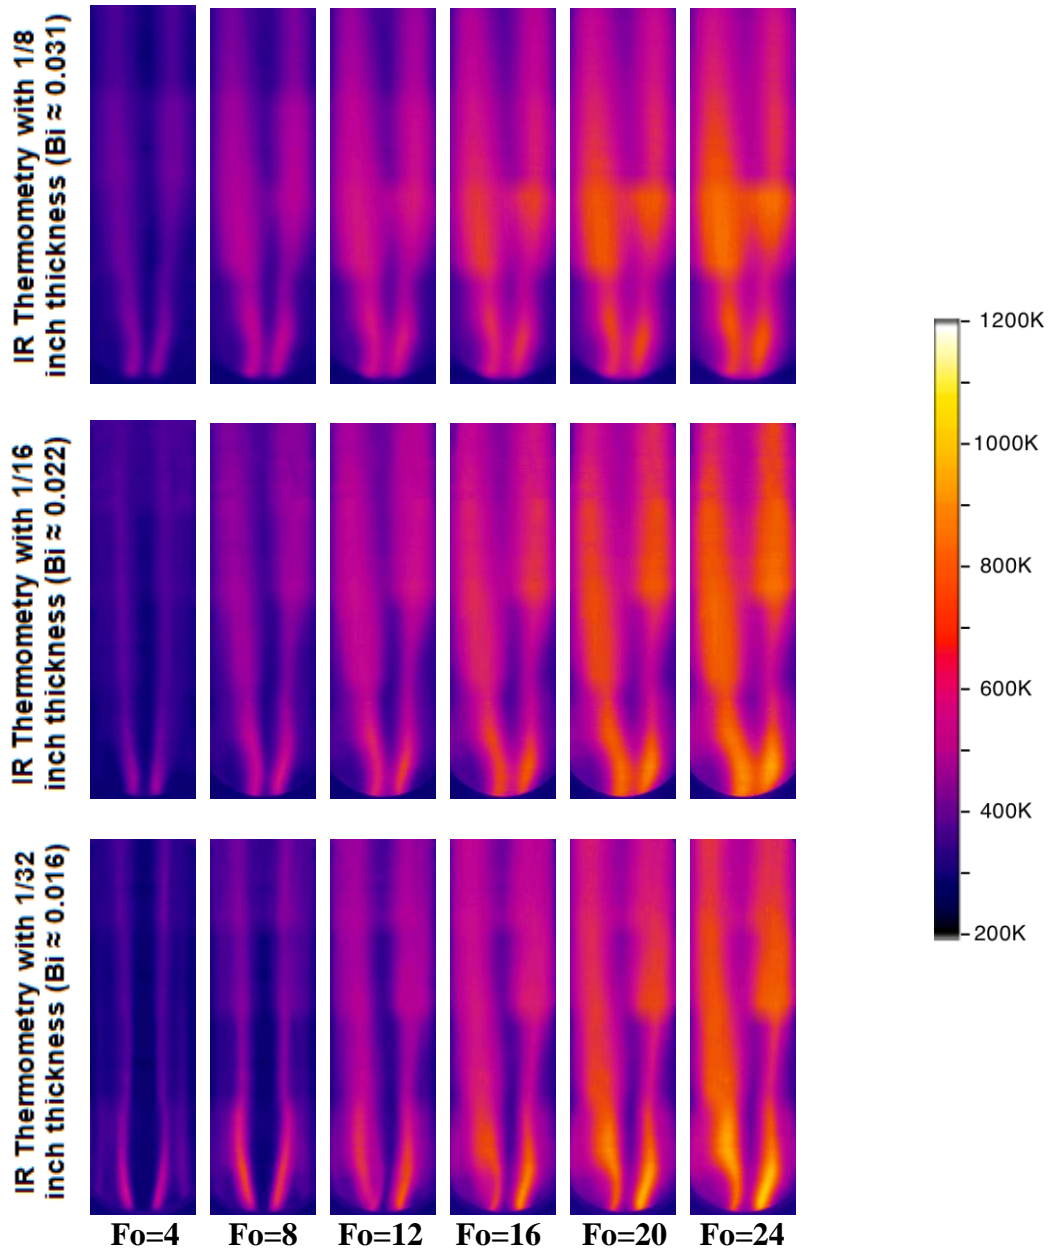 IR Thermometry with 1/8
inch thickness (Bi ≈ 0.031)
IR Thermometry with 1/16
inch thickness (Bi ≈ 0.022)
IR Thermometry with 1/32
inch thickness (Bi ≈ 0.016)
1200K
1000K
800K
600K
400K
200K
Fo=4 Fo=8 Fo=12 Fo=16 Fo=20 Fo=24